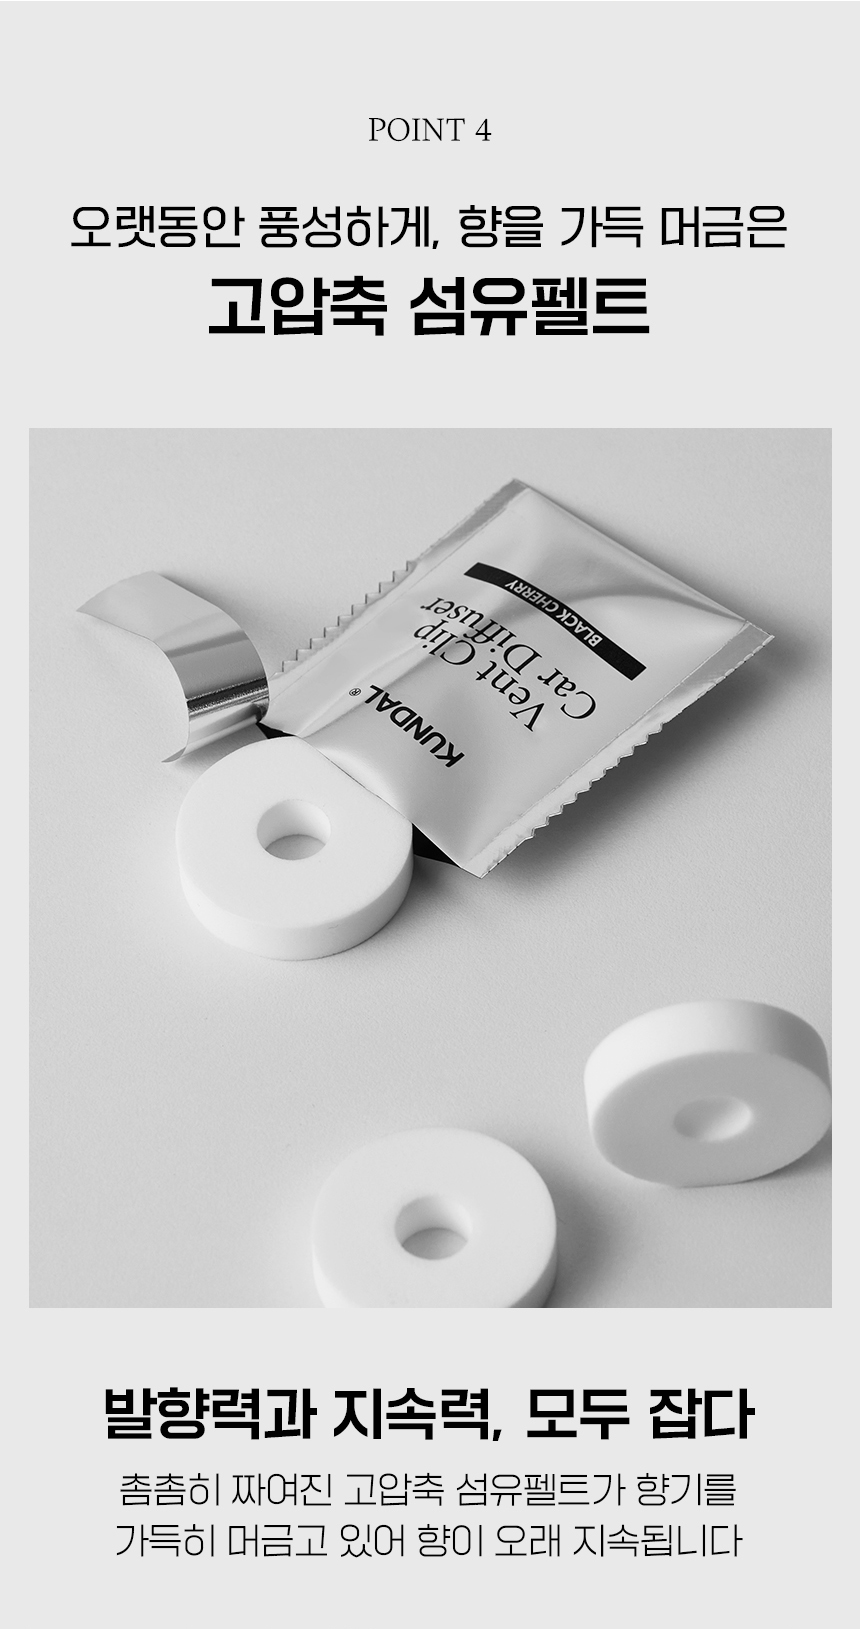 POINT 4
오랫동안 풍성하게, 향을 가득 머금은
고압축 섬유펠트
KUNDAL®
Vent Clip
Car Diffuser
BLACK CHERRY
발향력과 지속력, 모두 잡다
촘촘히 짜여진 고압축 섬유펠트가 향기를
가득히 머금고 있어 향이 오래 지속됩니다